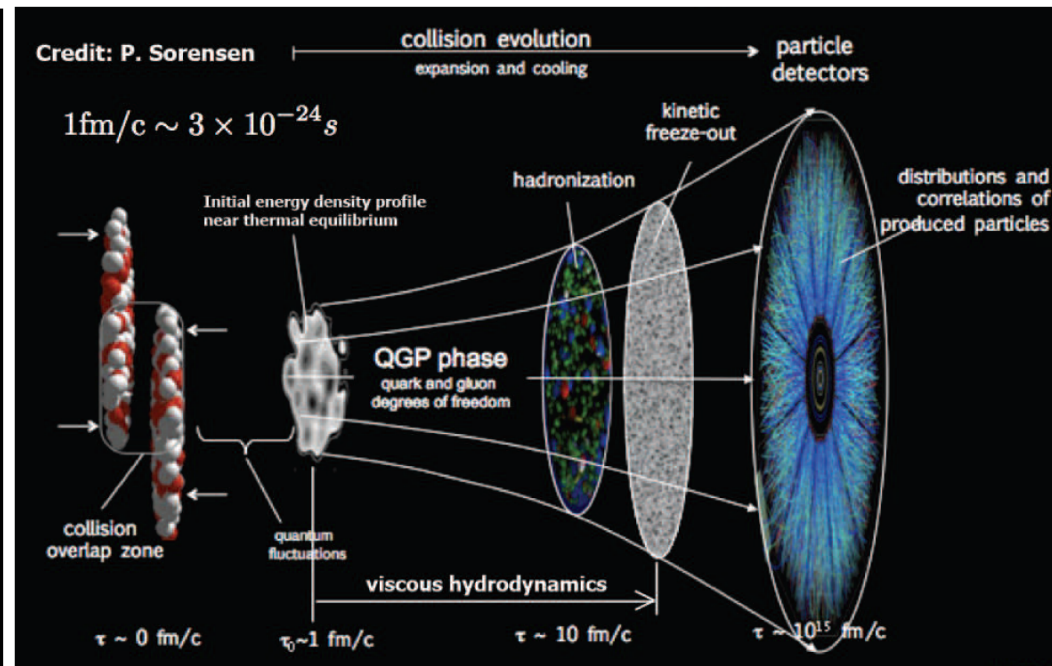 Credit: P. Sorensen
collision evolution
expansion and cooling
particle
detectors
1fm/c ∼ 3 × 10⁻²⁴s
kinetic
freeze-out
hadronization
distributions and
correlations of
produced particles
Initial energy density profile
near thermal equilibrium
QGP phase
quark and gluon
degrees of freedom
collision
overlap zone
quantum
fluctuations
viscous hydrodynamics
τ ~ 0 fm/c
τ₀~1 fm/c
τ ~ 10 fm/c
τ ~ 10¹⁵ fm/c